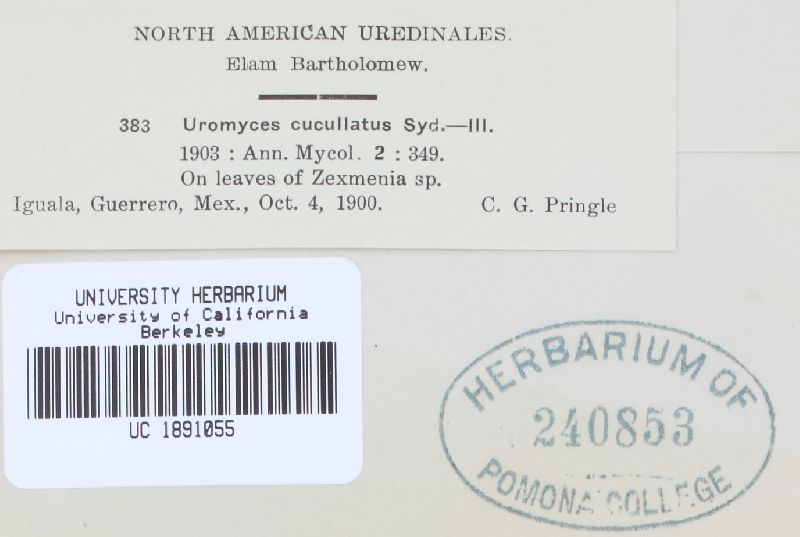 NORTH AMERICAN UREDINALES.
Elam Bartholomew.
383 Uromyces cucullatus Syd.—III.
1903 : Ann. Mycol. 2 : 349.
On leaves of Zexmenia sp.
Iguala, Guerrero, Mex., Oct. 4, 1900. C. G. Pringle
UNIVERSITY HERBARIUM
University of California
Berkeley
UC 1891055
HERBARIUM OF
240853
POMONA COLLEGE